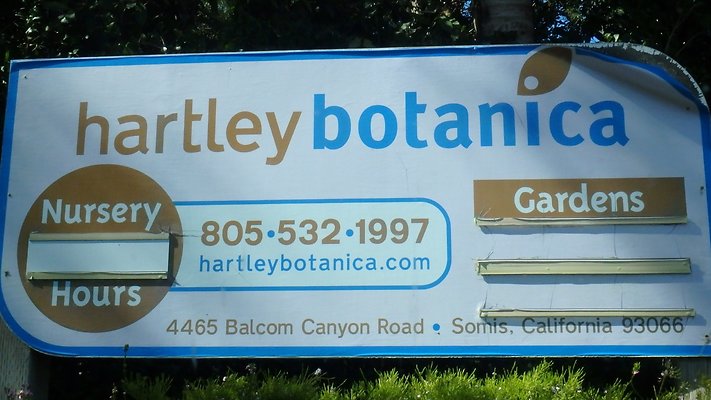 hartley botanica
Nursery
Hours
805•532•1997
hartleybotanica.com
Gardens
4465 Balcom Canyon Road • Somis, California 93066